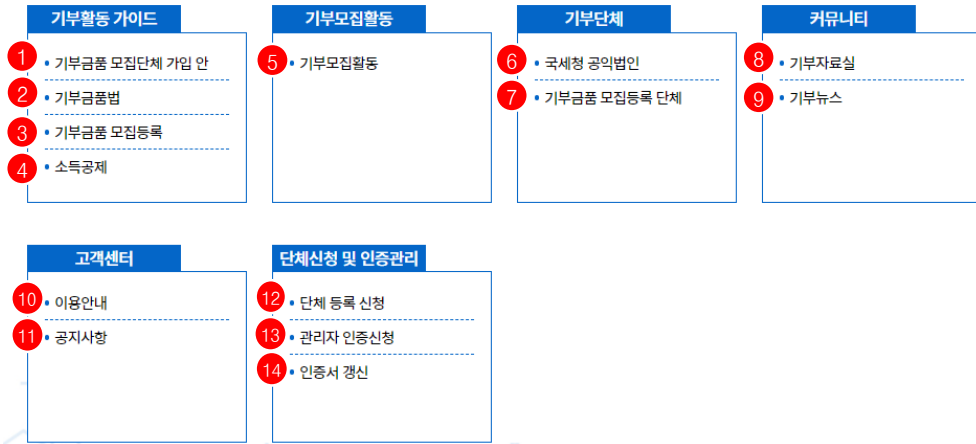 기부활동 가이드
1 • 기부금품 모집단체 가입 안
2 • 기부금품법
3 • 기부금품 모집등록
4 • 소득공제
기부모집활동
5 • 기부모집활동
기부단체
6 • 국세청 공익법인
7 • 기부금품 모집등록 단체
커뮤니티
8 • 기부자료실
9 • 기부뉴스
고객센터
10 • 이용안내
11 • 공지사항
단체신청 및 인증관리
12 • 단체 등록 신청
13 • 관리자 인증신청
14 • 인증서 갱신